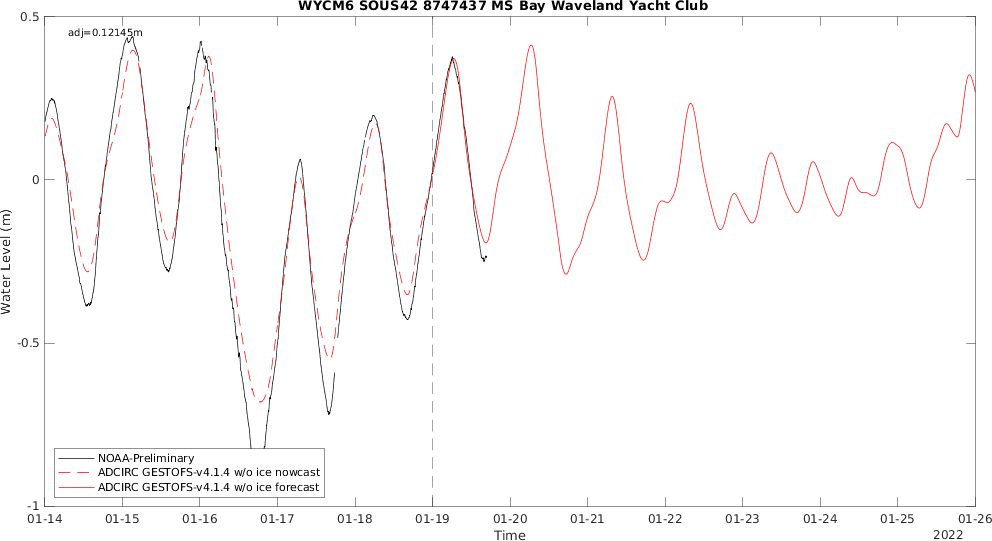 WYCM6 SOUS42 8747437 MS Bay Waveland Yacht Club
adj=0.12145m
0.5
0
-0.5
-1
Water Level (m)
NOAA-Preliminary
ADCIRC GESTOFS-v4.1.4 w/o ice nowcast
ADCIRC GESTOFS-v4.1.4 w/o ice forecast
01-14 01-15 01-16 01-17 01-18 01-19 01-20 01-21 01-22 01-23 01-24 01-25 01-26
Time
2022